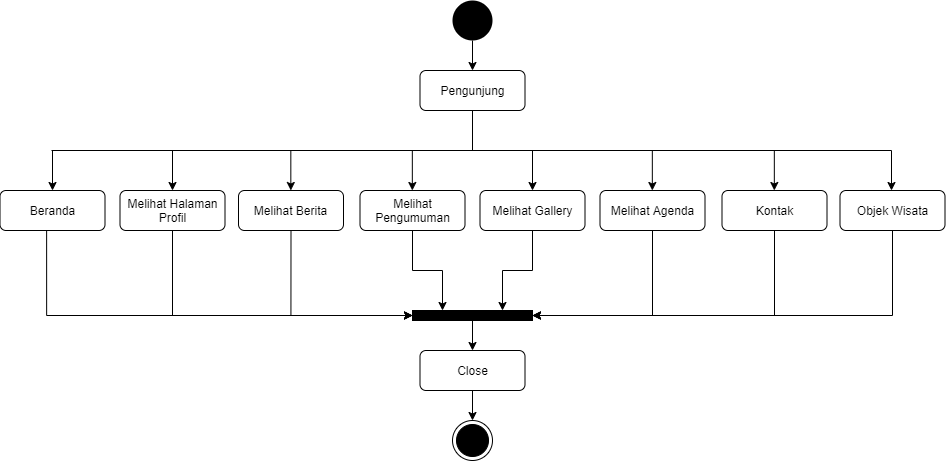 Pengunjung
Beranda
Melihat Halaman
Profil
Melihat Berita
Melihat
Pengumuman
Melihat Gallery
Melihat Agenda
Kontak
Objek Wisata
Close